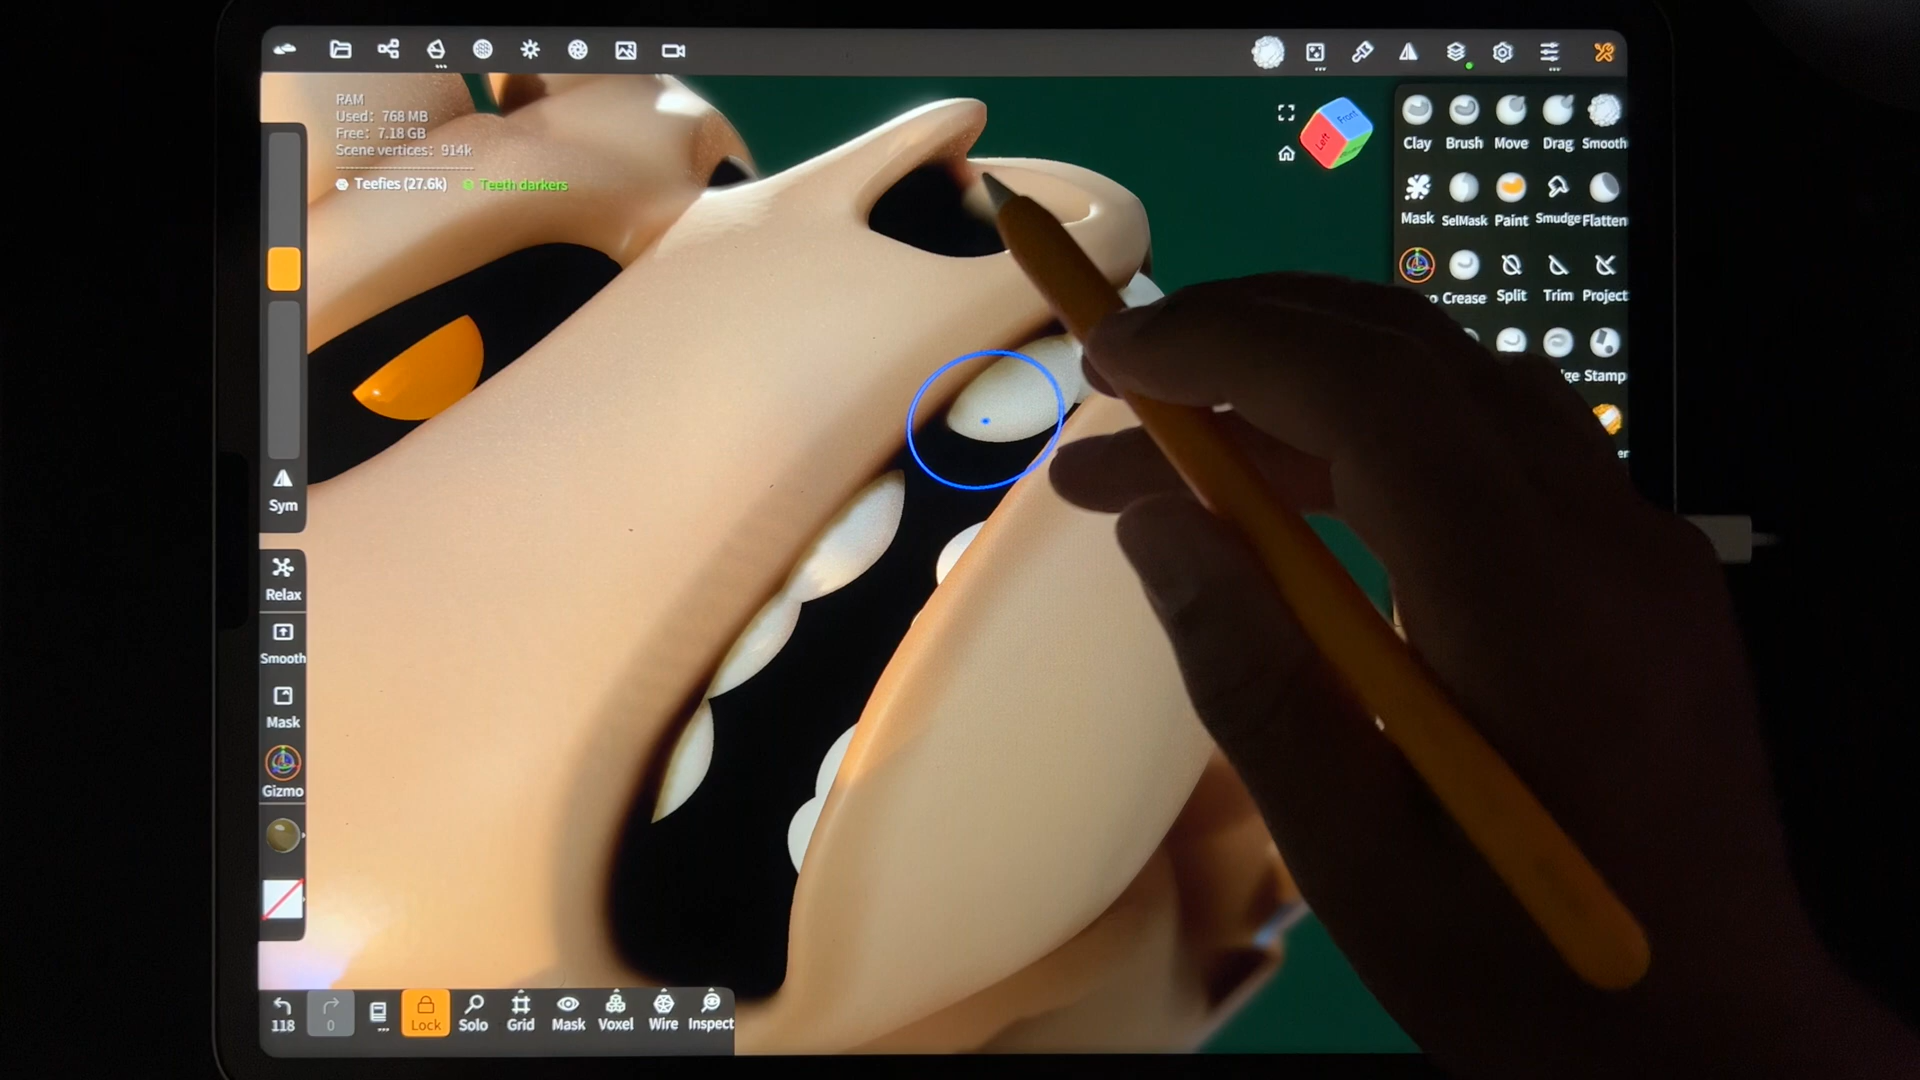 RAM
Used: 768 MB
Free: 7.18 GB
Scene vertices: 914k
Teefies (27.6k) Teeth darkers
Front
Left
Clay Brush Move Drag Smooth
Mask SelMask Paint Smudge Flatten
Crease Split Trim Project
Stamp
Sym
Relax
Smooth
Mask
Gizmo
118 0 Lock Solo Grid Mask Voxel Wire Inspect